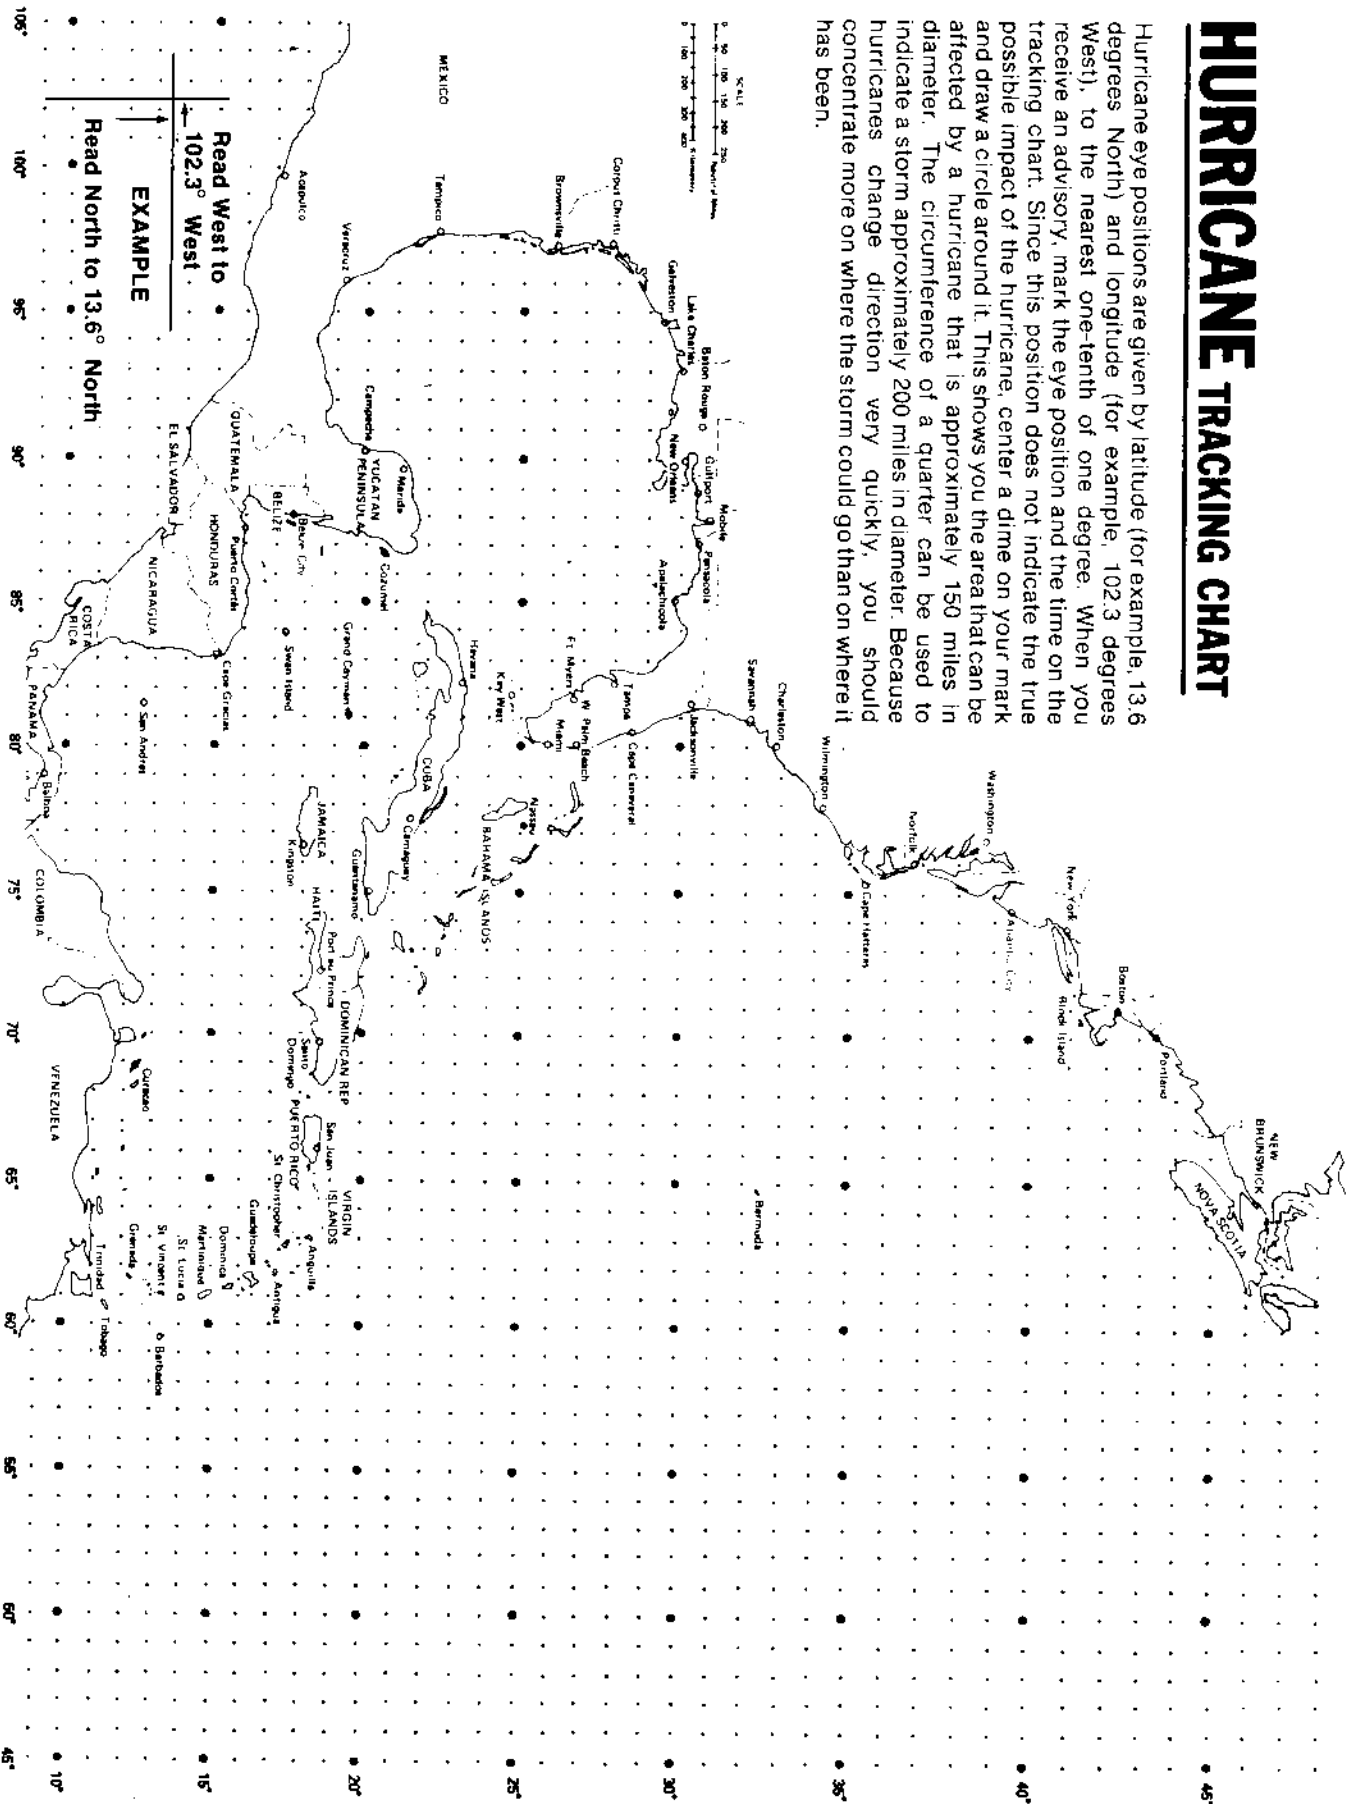 HURRICANE TRACKING CHART
Hurricane eye positions are given by latitude (for example, 13.6
degrees North) and longitude (for example, 102.3 degrees
West), to the nearest one-tenth of one degree. When you
receive an advisory, mark the eye position and the time on the
tracking chart. Since this position does not indicate the true
possible impact of the hurricane, center a dime on your mark
and draw a circle around it. This shows you the area that can be
affected by a hurricane that is approximately 150 miles in
diameter. The circumference of a quarter can be used to
indicate a storm approximately 200 miles in diameter. Because
hurricanes change direction very quickly, you should
concentrate more on where the storm could go than on where it
has been.
SCALE
0 50 100 150 200 250
0 100 200 300 400
NEW
BRUNSWICK
NOVA SCOTIA
Portland
Boston
Block Island
New York
Atlantic City
Washington
Norfolk
Cape Hatteras
Wilmington
Charleston
Savannah
Bermuda
Jacksonville
Cape Canaveral
Tampa
W. Palm Beach
Ft. Myers
Miami
Key West
Baton Rouge
Lake Charles
Galveston
New Orleans
Gulfport
Mobile
Pensacola
Apalachicola
Corpus Christi
Brownsville
Tampico
Veracruz
MEXICO
Acapulco
Nassau
BAHAMA ISLANDS
Havana
CUBA
Camaguey
Guantanamo
Grand Cayman
Swan Island
Cozumel
Merida
YUCATAN
PENINSULA
Campeche
Belize City
BELIZE
GUATEMALA
EL SALVADOR
Puerto Cortés
HONDURAS
NICARAGUA
Cape Gracias
COSTA
RICA
San Andres
PANAMA
Balboa
JAMAICA
Kingston
HAITI
Port au Prince
DOMINICAN REP
Santo
Domingo
San Juan
PUERTO RICO
VIRGIN
ISLANDS
St. Christopher
Anguilla
Antigua
Guadeloupe
Dominica
Martinique
St. Lucia
St. Vincent
Barbados
Grenada
Trinidad
Tobago
COLOMBIA
VENEZUELA
Curacao
Read West to
102.3° West
EXAMPLE
Read North to 13.6° North
105° 100° 95° 90° 85° 80° 75° 70° 65° 60° 55° 50° 45°
45°
40°
35°
30°
25°
20°
15°
10°